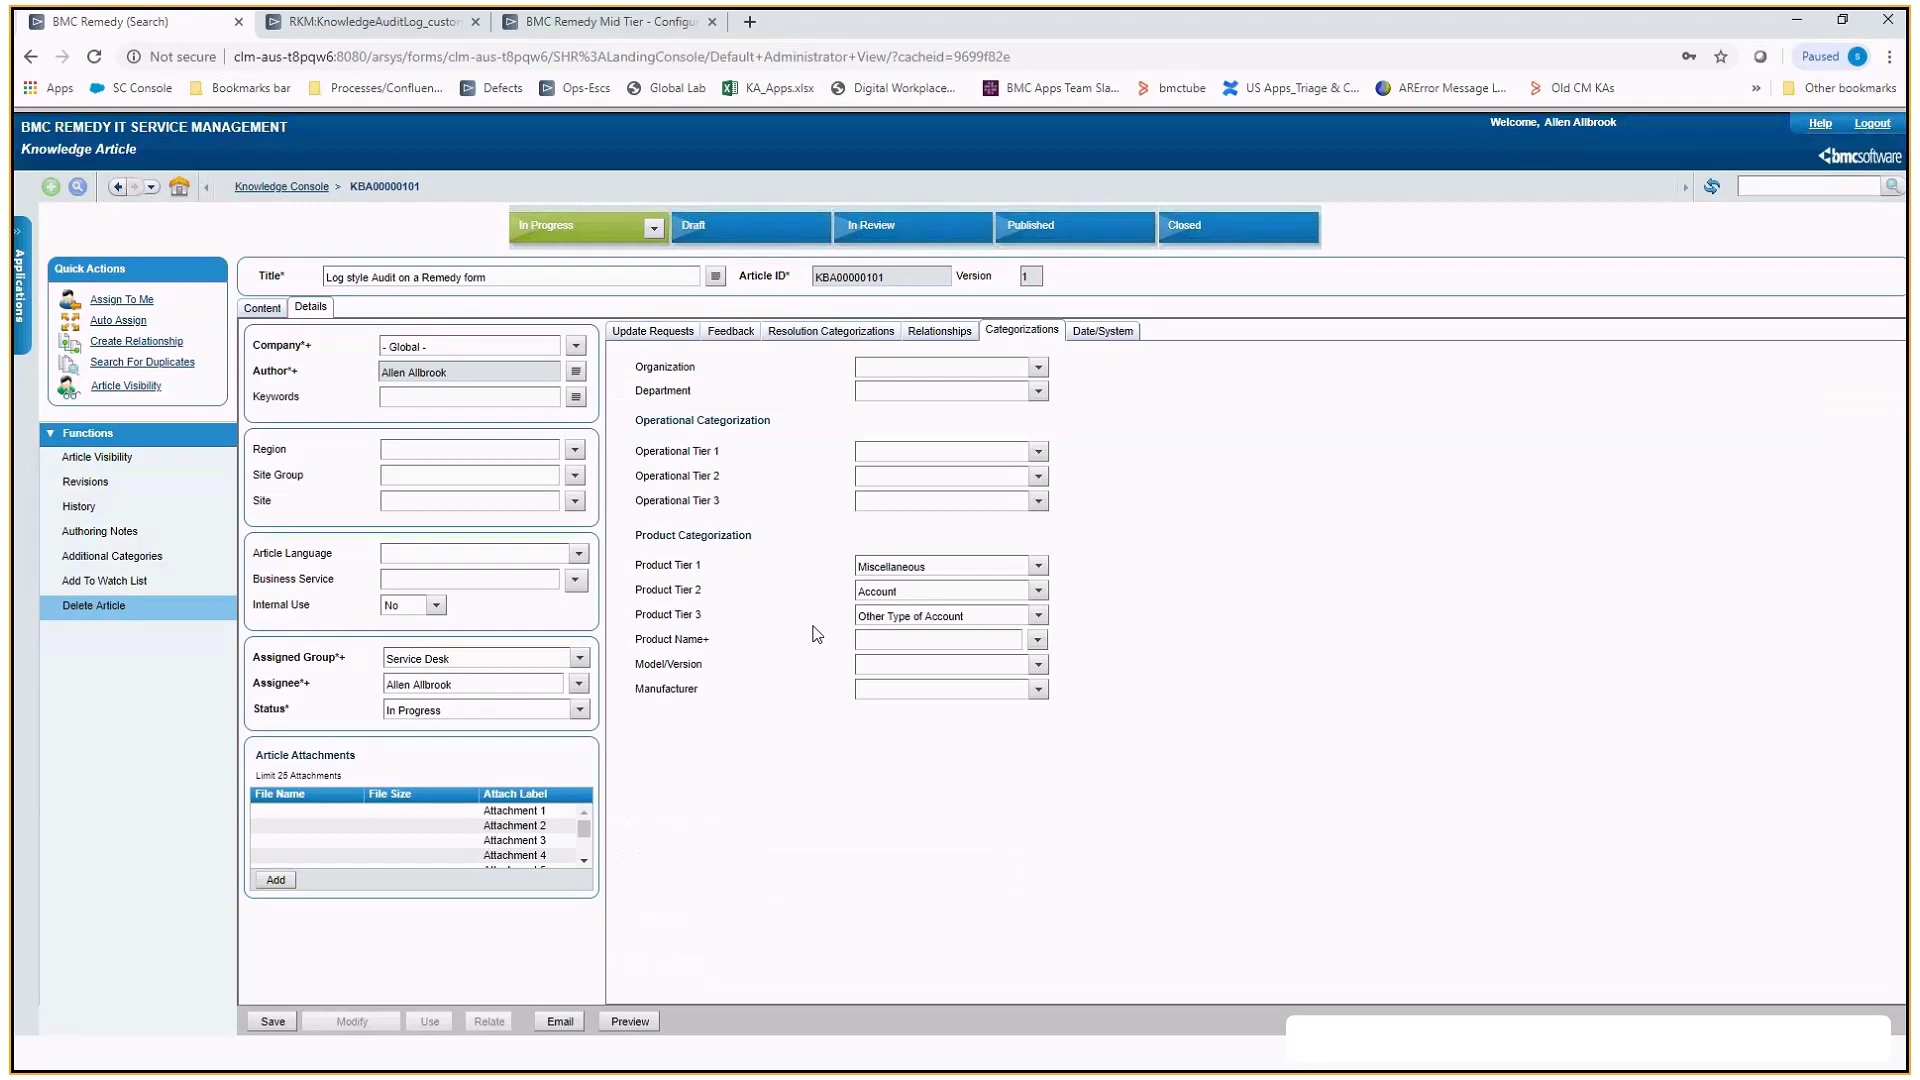 BMC Remedy (Search)
RKM:KnowledgeAuditLog_custo
BMC Remedy Mid Tier - Configu
Not secure
clm-aus-t8pqw6:8080/arsys/forms/clm-aus-t8pqw6/SHR%3ALandingConsole/Default+Administrator+View/?cacheid=9699f82e
Paused
S
Apps
SC Console
Bookmarks bar
Processes/Confluen...
Defects
Ops-Escs
Global Lab
KA_Apps.xlsx
Digital Workplace...
BMC Apps Team Sla...
bmctube
US Apps_Triage & C...
ARError Message L...
Old CM KAs
»
Other bookmarks
BMC REMEDY IT SERVICE MANAGEMENT
Knowledge Article
Welcome, Allen Allbrook
Help
Logout
bmcsoftware
Knowledge Console > KBA00000101
Applications
In Progress
Draft
In Review
Published
Closed
Quick Actions
Assign To Me
Auto Assign
Create Relationship
Search For Duplicates
Article Visibility
Functions
Article Visibility
Revisions
History
Authoring Notes
Additional Categories
Add To Watch List
Delete Article
Title* Log style Audit on a Remedy form
Article ID* KBA00000101
Version 1
Content
Details
Company*+ - Global -
Author*+ Allen Allbrook
Keywords
Region
Site Group
Site
Article Language
Business Service
Internal Use No
Assigned Group*+ Service Desk
Assignee*+ Allen Allbrook
Status* In Progress
Article Attachments
Limit 25 Attachments
File Name File Size Attach Label
Attachment 1
Attachment 2
Attachment 3
Attachment 4
Add
Update Requests
Feedback
Resolution Categorizations
Relationships
Categorizations
Date/System
Organization
Department
Operational Categorization
Operational Tier 1
Operational Tier 2
Operational Tier 3
Product Categorization
Product Tier 1 Miscellaneous
Product Tier 2 Account
Product Tier 3 Other Type of Account
Product Name+
Model/Version
Manufacturer
Save
Modify
Use
Relate
Email
Preview